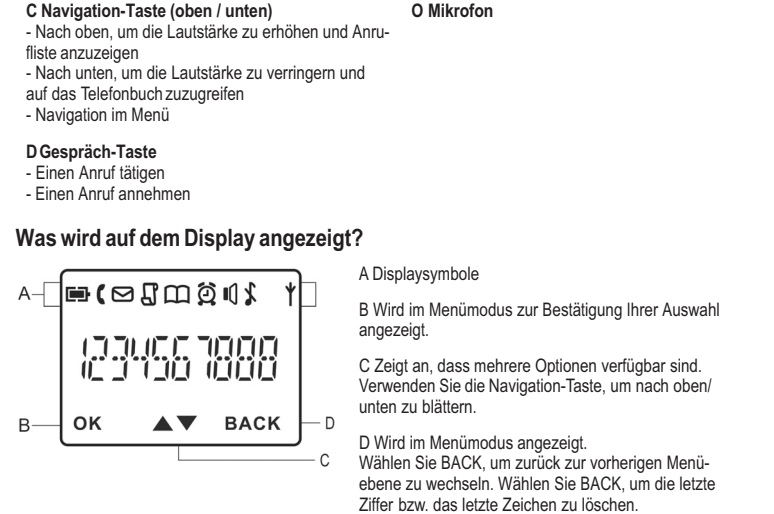 C Navigation-Taste (oben / unten)
- Nach oben, um die Lautstärke zu erhöhen und Anru-
fliste anzuzeigen
- Nach unten, um die Lautstärke zu verringern und
auf das Telefonbuch zuzugreifen
- Navigation im Menü
D Gespräch-Taste
- Einen Anruf tätigen
- Einen Anruf annehmen
O Mikrofon
Was wird auf dem Display angezeigt?
A
1234567888
B
OK
BACK
D
C
A Displaysymbole
B Wird im Menümodus zur Bestätigung Ihrer Auswahl
angezeigt.
C Zeigt an, dass mehrere Optionen verfügbar sind.
Verwenden Sie die Navigation-Taste, um nach oben/
unten zu blättern.
D Wird im Menümodus angezeigt.
Wählen Sie BACK, um zurück zur vorherigen Menü-
ebene zu wechseln. Wählen Sie BACK, um die letzte
Ziffer bzw. das letzte Zeichen zu löschen.